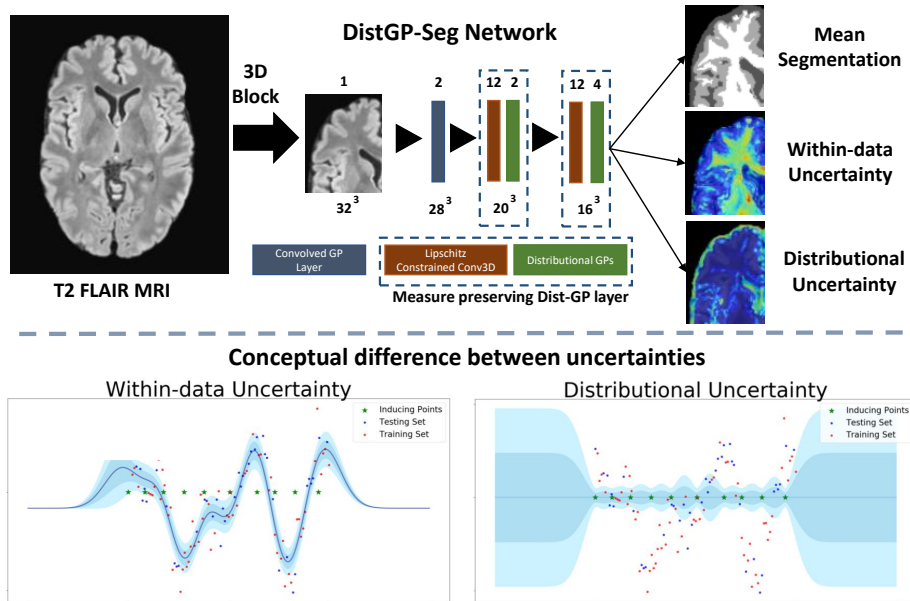 DistGP-Seg Network
3D
Block
1
2
12 2
12 4
32³
28³
20³
16³
Convolved GP
Layer
Lipschitz
Constrained Conv3D
Distributional GPs
Measure preserving Dist-GP layer
T2 FLAIR MRI
Mean
Segmentation
Within-data
Uncertainty
Distributional
Uncertainty
Conceptual difference between uncertainties
Within-data Uncertainty
Inducing Points
Testing Set
Training Set
Distributional Uncertainty
Inducing Points
Testing Set
Training Set